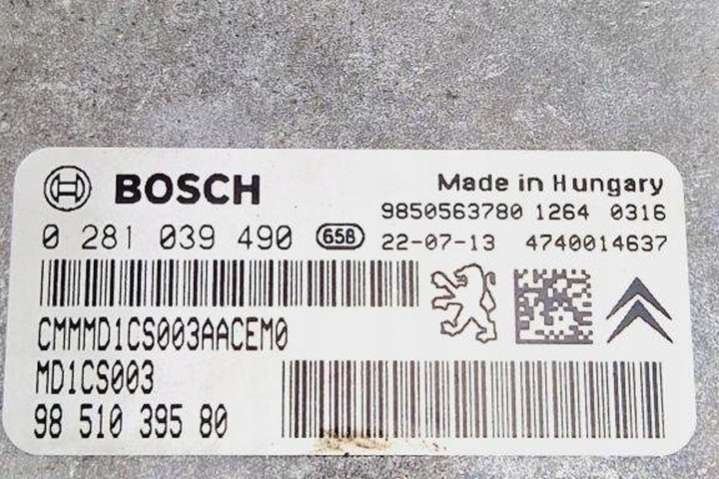 BOSCH Made in Hungary
9850563780 1264 0316
0 281 039 490 65B 22-07-13 4740014637
CMMMD1CS003AACEM0
MD1CS003
98 510 395 80